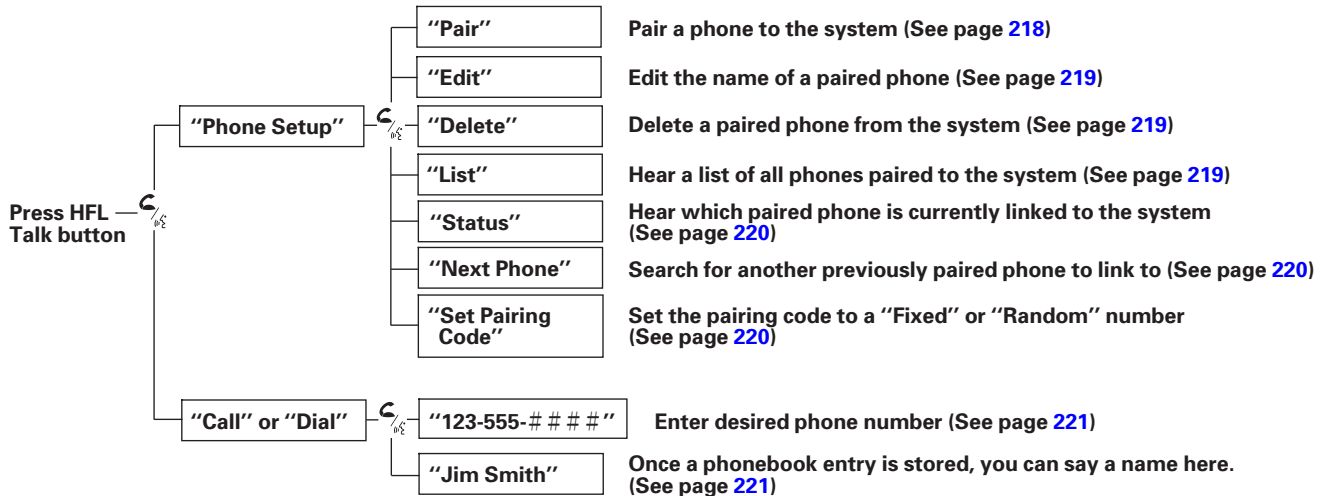 "Pair" Pair a phone to the system (See page 218)
"Edit" Edit the name of a paired phone (See page 219)
"Phone Setup" "Delete" Delete a paired phone from the system (See page 219)
"List" Hear a list of all phones paired to the system (See page 219)
Press HFL
Talk button
"Status" Hear which paired phone is currently linked to the system
(See page 220)
"Next Phone" Search for another previously paired phone to link to (See page 220)
"Set Pairing
Code"
Set the pairing code to a "Fixed" or "Random" number
(See page 220)
"Call" or "Dial" "123-555-####" Enter desired phone number (See page 221)
"Jim Smith" Once a phonebook entry is stored, you can say a name here.
(See page 221)